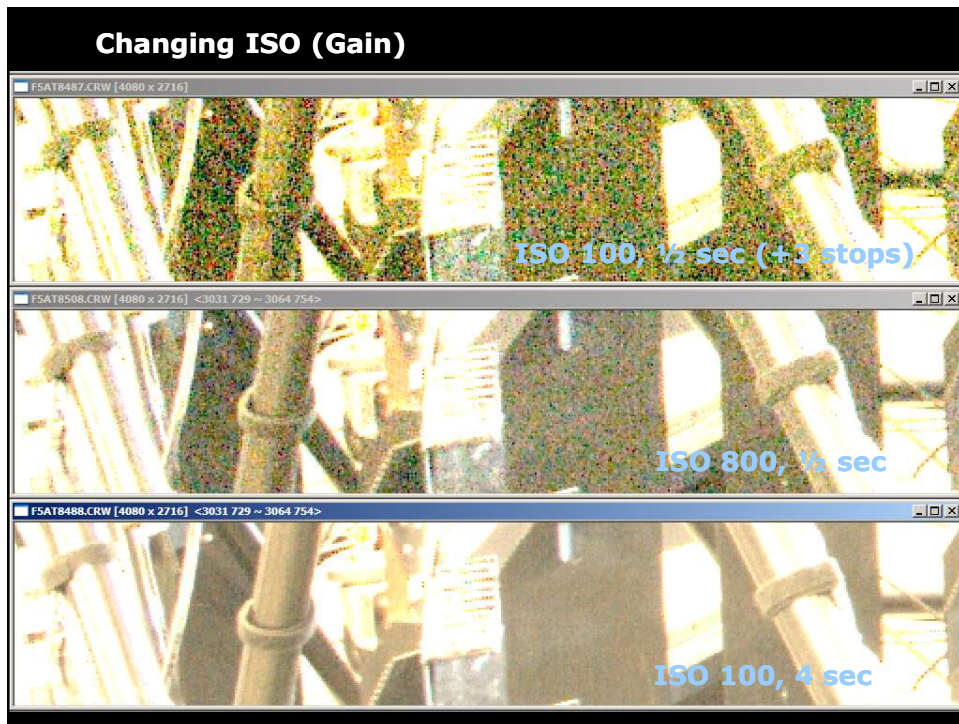 Changing ISO (Gain)
F5AT8487.CRW [4080 x 2716]
ISO 100, ½ sec (+3 stops)
F5AT8508.CRW [4080 x 2716] <3031 729 ~ 3064 754>
ISO 800, ½ sec
F5AT8488.CRW [4080 x 2716] <3031 729 ~ 3064 754>
ISO 100, 4 sec